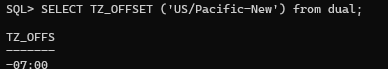 SQL> SELECT TZ_OFFSET ('US/Pacific-New') from dual;
TZ_OFFS
-------
-07:00